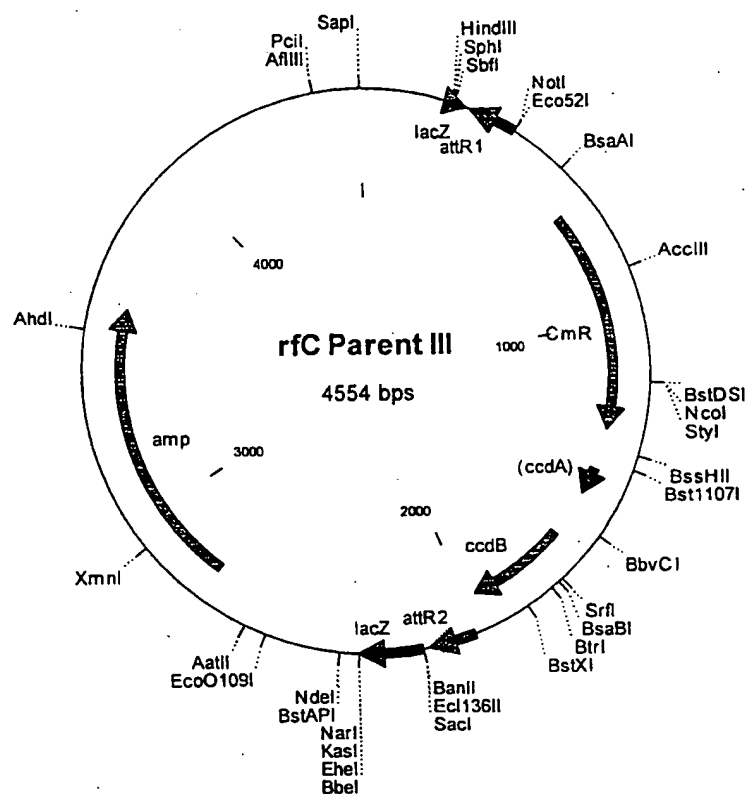 SapI
PciI
AflIII
HindIII
SphI
SbfI
NotI
Eco52I
lacZ
attR1
BsaAI
4000
AccIII
AhdI
rfC Parent III
1000
CmR
4554 bps
BstDSI
NcoI
StyI
amp
3000
(ccdA)
BssHII
Bst1107I
2000
ccdB
BbvCI
XmnI
SrfI
BsaBI
BtrI
BstXI
lacZ
attR2
AatII
EcoO109I
NdeI
BstAPI
BanII
Ecl136II
SacI
NarI
KasI
EheI
BbeI